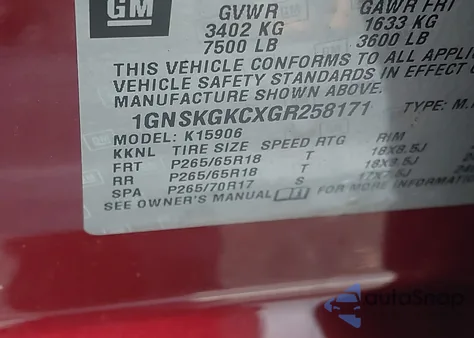 GM
GVWR GAWR FRT
3402 KG 1633 KG
7500 LB 3600 LB
THIS VEHICLE CONFORMS TO ALL APPLI
VEHICLE SAFETY STANDARDS IN EFFECT
MANUFACTURE SHOWN ABOVE.
1GNSKGKCXGR258171 TYPE: M.
MODEL: K15906
KKNL TIRE SIZE SPEED RTG RIM
FRT P265/65R18 T 18X8.5J
RR P265/65R18 T 18X8.5J
SPA P265/70R17 S 17X7.5J
SEE OWNER'S MANUAL FOR MORE INFORMATION
autoSnap